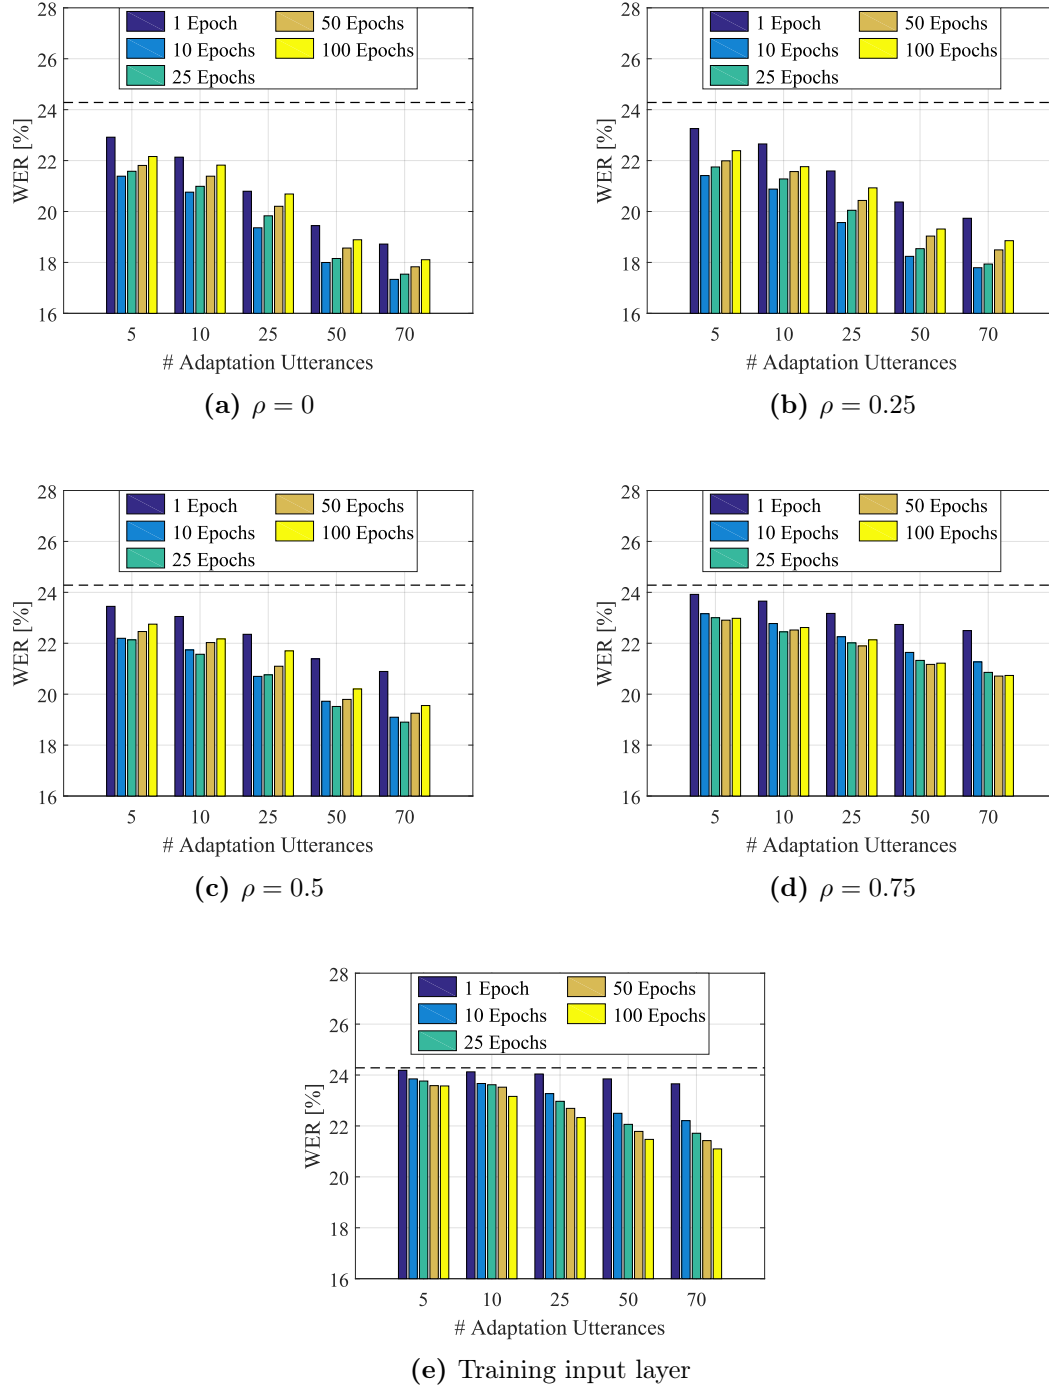 28
26
24
22
20
18
16
WER [%]
1 Epoch
10 Epochs
25 Epochs
50 Epochs
100 Epochs
5 10 25 50 70
# Adaptation Utterances
(a) ρ = 0
28
26
24
22
20
18
16
WER [%]
1 Epoch
10 Epochs
25 Epochs
50 Epochs
100 Epochs
5 10 25 50 70
# Adaptation Utterances
(b) ρ = 0.25
28
26
24
22
20
18
16
WER [%]
1 Epoch
10 Epochs
25 Epochs
50 Epochs
100 Epochs
5 10 25 50 70
# Adaptation Utterances
(c) ρ = 0.5
28
26
24
22
20
18
16
WER [%]
1 Epoch
10 Epochs
25 Epochs
50 Epochs
100 Epochs
5 10 25 50 70
# Adaptation Utterances
(d) ρ = 0.75
28
26
24
22
20
18
16
WER [%]
1 Epoch
10 Epochs
25 Epochs
50 Epochs
100 Epochs
5 10 25 50 70
# Adaptation Utterances
(e) Training input layer